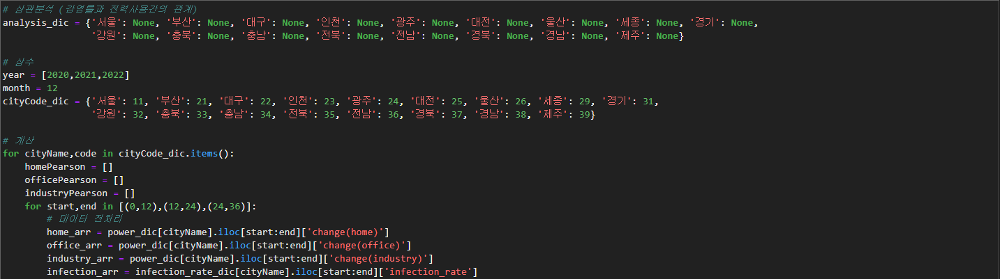 # 상관분석 (감염률과 전력사용간의 관계)
analysis_dic = {'서울': None, '부산': None, '대구': None, '인천': None, '광주': None, '대전': None, '울산': None, '세종': None, '경기': None,
'강원': None, '충북': None, '충남': None, '전북': None, '전남': None, '경북': None, '경남': None, '제주': None}
# 상수
year = [2020,2021,2022]
month = 12
cityCode_dic = {'서울': 11, '부산': 21, '대구': 22, '인천': 23, '광주': 24, '대전': 25, '울산': 26, '세종': 29, '경기': 31,
'강원': 32, '충북': 33, '충남': 34, '전북': 35, '전남': 36, '경북': 37, '경남': 38, '제주': 39}
# 계산
for cityName,code in cityCode_dic.items():
homePearson = []
officePearson = []
industryPearson = []
for start,end in [(0,12),(12,24),(24,36)]:
# 데이터 전처리
home_arr = power_dic[cityName].iloc[start:end]['change(home)']
office_arr = power_dic[cityName].iloc[start:end]['change(office)']
industry_arr = power_dic[cityName].iloc[start:end]['change(industry)']
infection_arr = infection_rate_dic[cityName].iloc[start:end]['infection_rate']